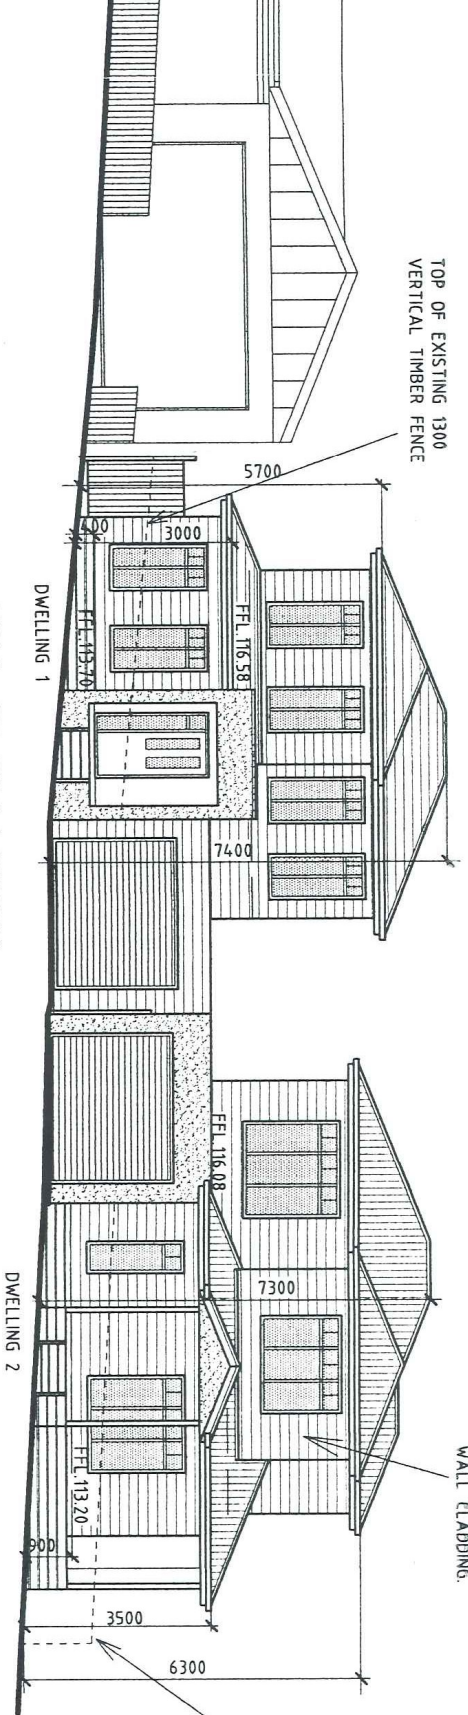 TOP OF EXISTING 1300
VERTICAL TIMBER FENCE
5700
400
3000
FFL.116.58
FFL.113.70
DWELLING 1
7400
FFL.116.08
7300
DWELLING 2
WALL CLADDING.
FFL.113.20
900
3500
6300